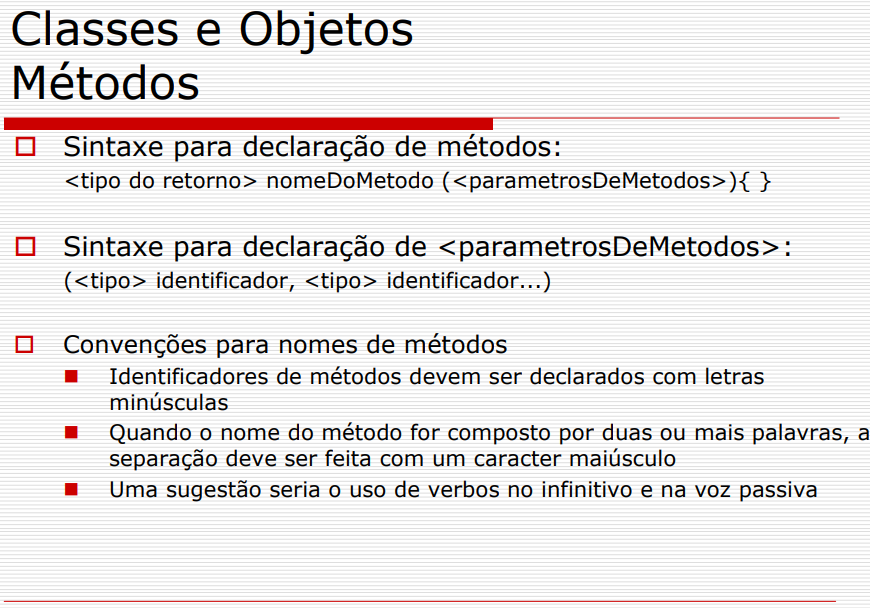 Classes e Objetos
Métodos
Sintaxe para declaração de métodos:
<tipo do retorno> nomeDoMetodo (<parametrosDeMetodos>){ }
Sintaxe para declaração de <parametrosDeMetodos>:
(<tipo> identificador, <tipo> identificador...)
Convenções para nomes de métodos
Identificadores de métodos devem ser declarados com letras
minúsculas
Quando o nome do método for composto por duas ou mais palavras, a
separação deve ser feita com um caracter maiúsculo
Uma sugestão seria o uso de verbos no infinitivo e na voz passiva